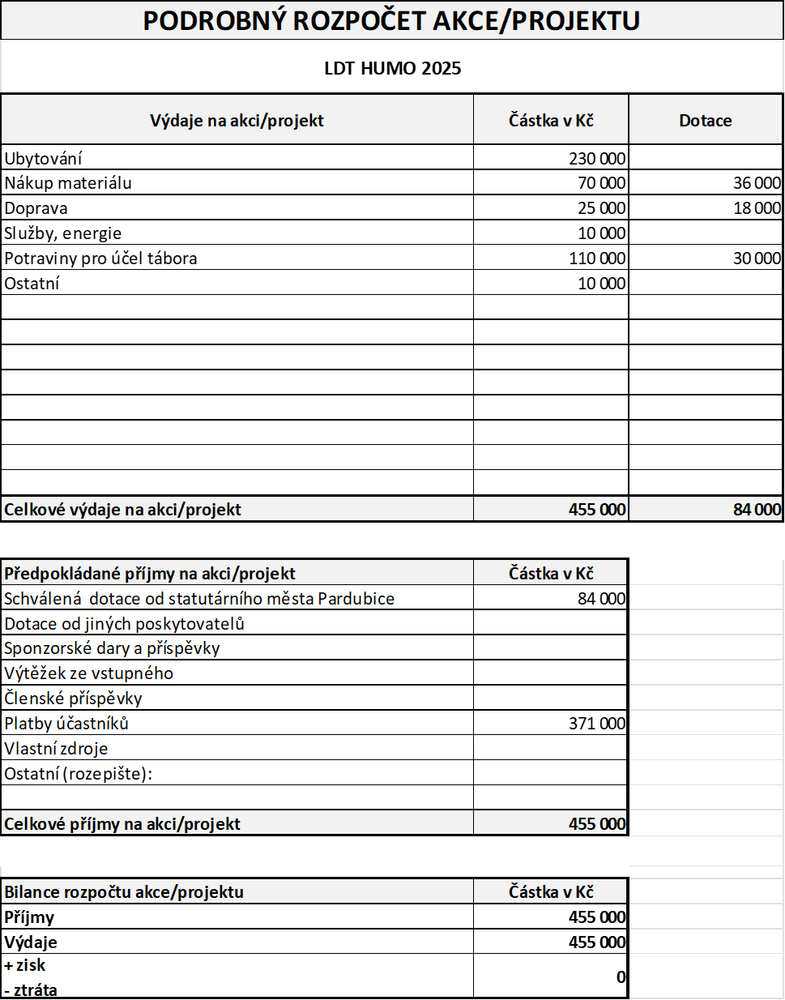 PODROBNÝ ROZPOČET AKCE/PROJEKTU
LDT HUMO 2025
Výdaje na akci/projekt Částka v Kč Dotace
Ubytování 230 000
Nákup materiálu 70 000 36 000
Doprava 25 000 18 000
Služby, energie 10 000
Potraviny pro účel tábora 110 000 30 000
Ostatní 10 000
Celkové výdaje na akci/projekt 455 000 84 000
Předpokládané příjmy na akci/projekt Částka v Kč
Schválená dotace od statutárního města Pardubice 84 000
Dotace od jiných poskytovatelů
Sponzorské dary a příspěvky
Výtěžek ze vstupného
Členské příspěvky
Platby účastníků 371 000
Vlastní zdroje
Ostatní (rozepište):
Celkové příjmy na akci/projekt 455 000
Bilance rozpočtu akce/projektu Částka v Kč
Příjmy 455 000
Výdaje 455 000
+ zisk
- ztráta 0